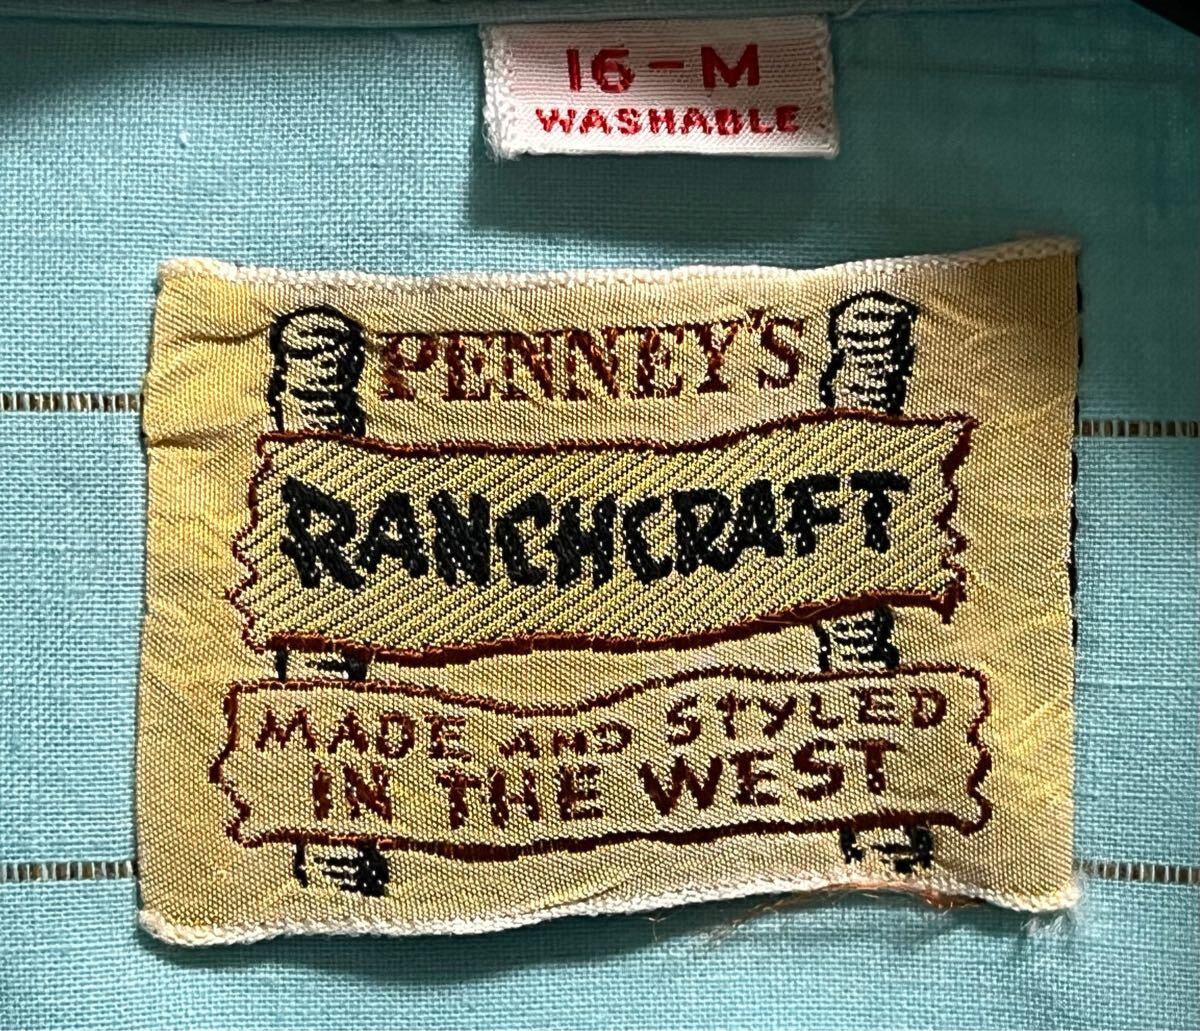 16-M
WASHABLE
PENNEY'S
RANCHCRAFT
MADE AND STYLED
IN THE WEST